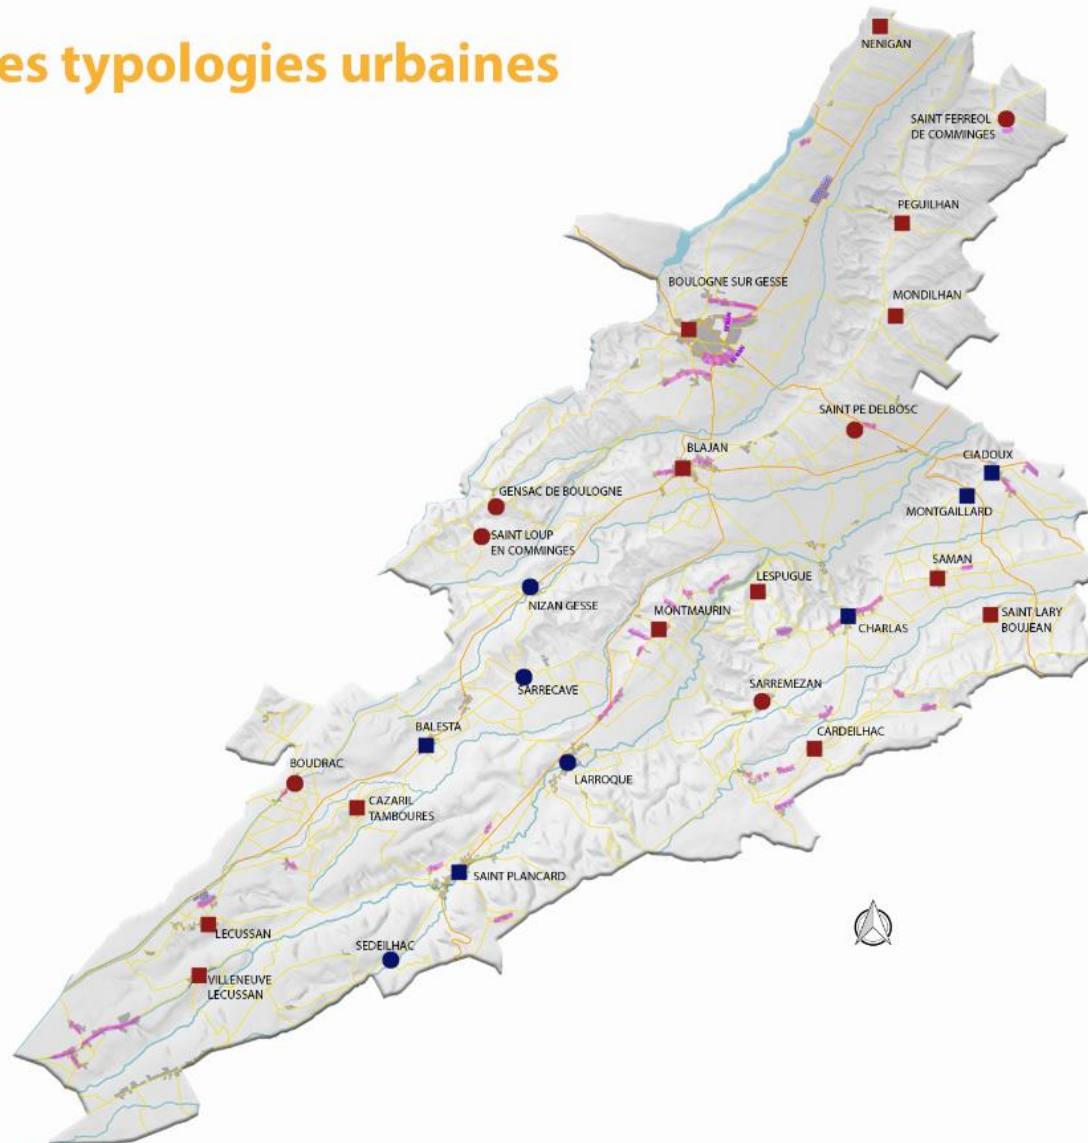 es typologies urbaines
NENIGAN
SAINT FERREOL
DE COMMINGES
PEGUILHAN
BOULOGNE SUR GESSE
MONDILHAN
SAINT PE DELBOSC
BLAJAN
CIADOUX
GENSAC DE BOULOGNE
MONTGAILLARD
SAINT LOUP
EN COMMINGES
SAMAN
LESPUGUE
NIZAN GESSE
MONTMAURIN
SAINT LARY
BOUJEAN
CHARLAS
SARREMEZAN
SARRECAVE
BALESTA
CARDEILHAC
BOUDRAC
LARROQUE
CAZARIL
TAMBOURES
SAINT PLANCARD
LECUSSAN
SEDEILHAC
VILLENEUVE
LECUSSAN